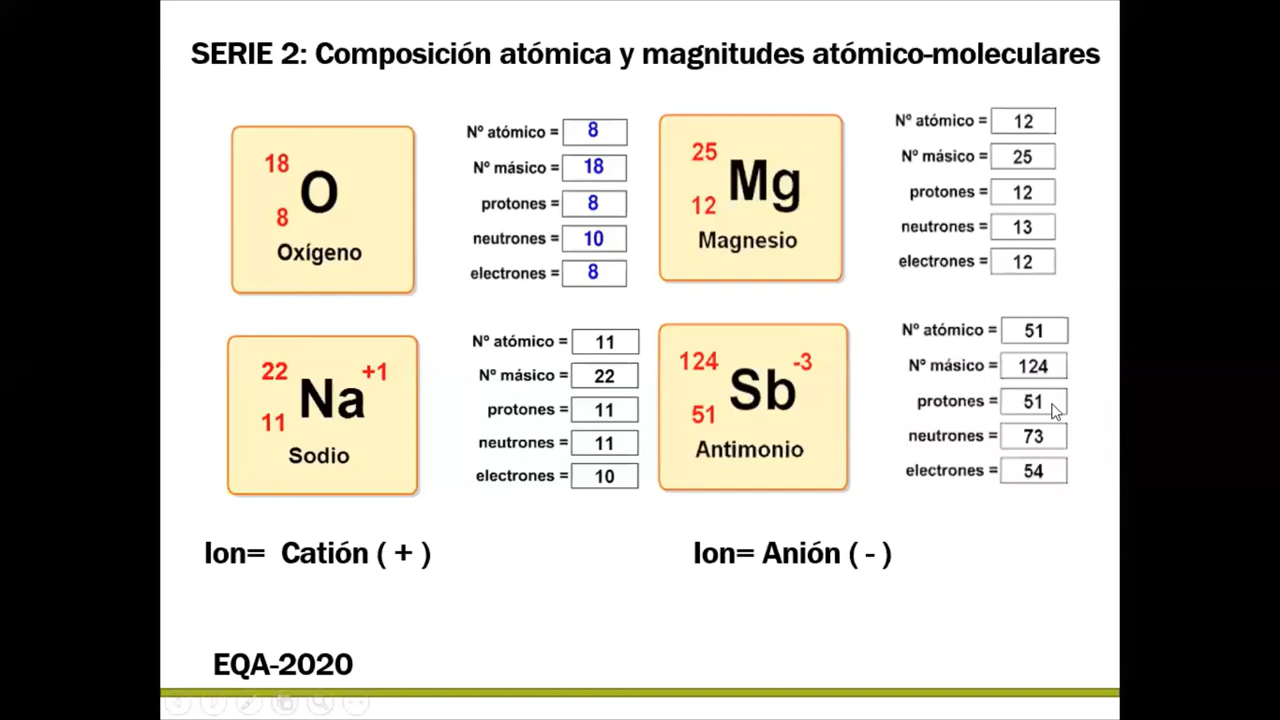 SERIE 2: Composición atómica y magnitudes atómico-moleculares
18
8
O
Oxígeno
Nº atómico = 8
Nº másico = 18
protones = 8
neutrones = 10
electrones = 8
25
12
Mg
Magnesio
Nº atómico = 12
Nº másico = 25
protones = 12
neutrones = 13
electrones = 12
22
+1
11
Na
Sodio
Nº atómico = 11
Nº másico = 22
protones = 11
neutrones = 11
electrones = 10
124
-3
51
Sb
Antimonio
Nº atómico = 51
Nº másico = 124
protones = 51
neutrones = 73
electrones = 54
Ion= Catión ( + )
Ion= Anión ( - )
EQA-2020